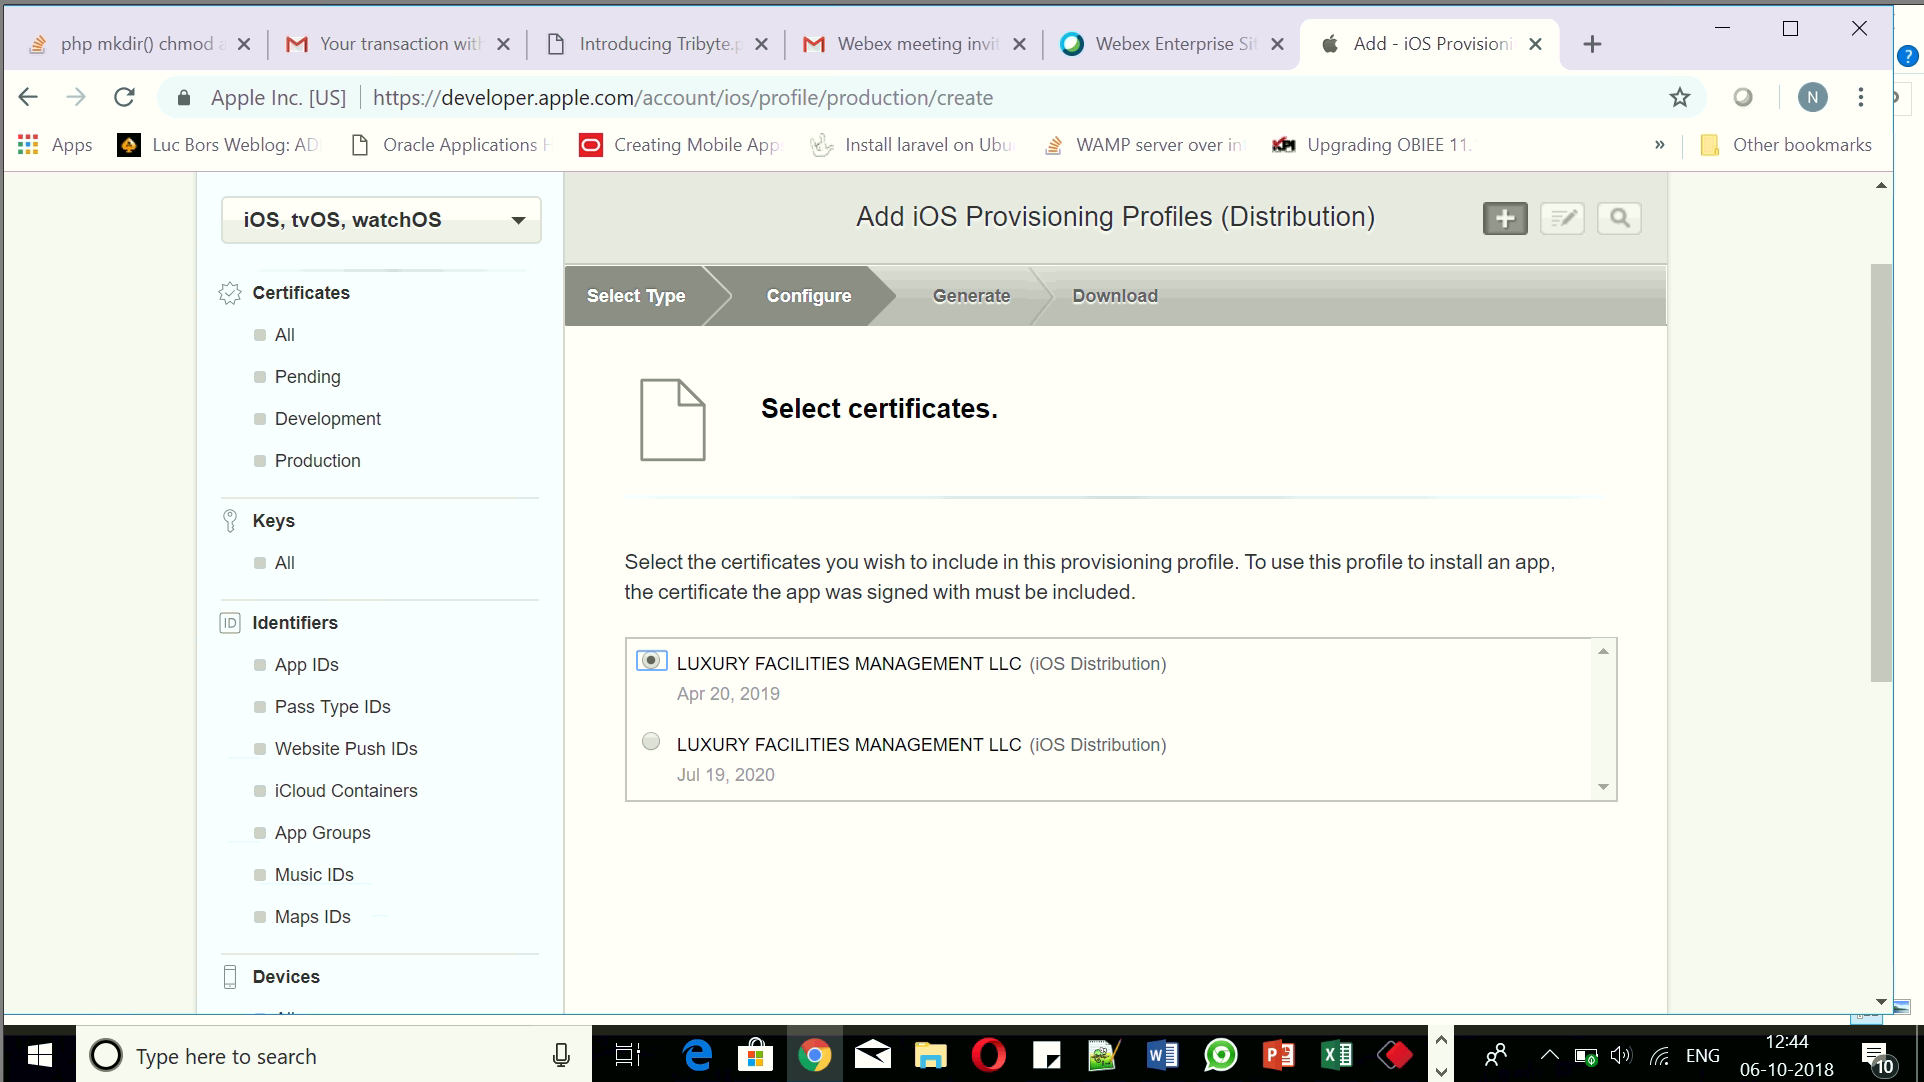 php mkdir() chmod a
Your transaction with
Introducing Tribyte.p
Webex meeting invit
Webex Enterprise Sit
Add - iOS Provisioni
Apple Inc. [US]
https://developer.apple.com/account/ios/profile/production/create
N
Apps
Luc Bors Weblog: AD
Oracle Applications H
Creating Mobile App
Install laravel on Ubu
WAMP server over in
KPI
Upgrading OBIEE 11.
»
Other bookmarks
iOS, tvOS, watchOS
Add iOS Provisioning Profiles (Distribution)
Select Type
Configure
Generate
Download
Certificates
All
Pending
Development
Production
Keys
All
ID Identifiers
App IDs
Pass Type IDs
Website Push IDs
iCloud Containers
App Groups
Music IDs
Maps IDs
Devices
Select certificates.
Select the certificates you wish to include in this provisioning profile. To use this profile to install an app,
the certificate the app was signed with must be included.
LUXURY FACILITIES MANAGEMENT LLC (iOS Distribution)
Apr 20, 2019
LUXURY FACILITIES MANAGEMENT LLC (iOS Distribution)
Jul 19, 2020
Type here to search
ENG
12:44
06-10-2018
10